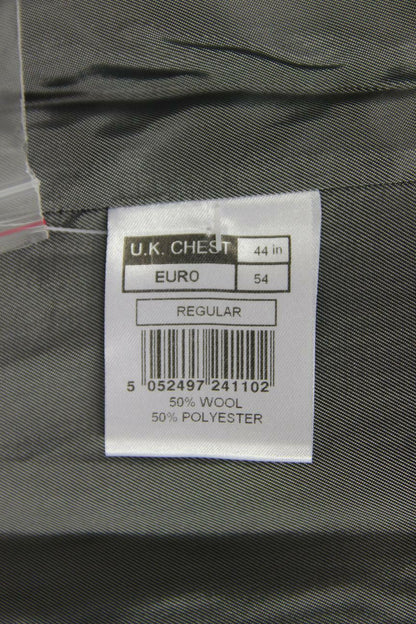 U.K. CHEST 44 in
EURO 54
REGULAR
5 052497 241102
50% WOOL
50% POLYESTER